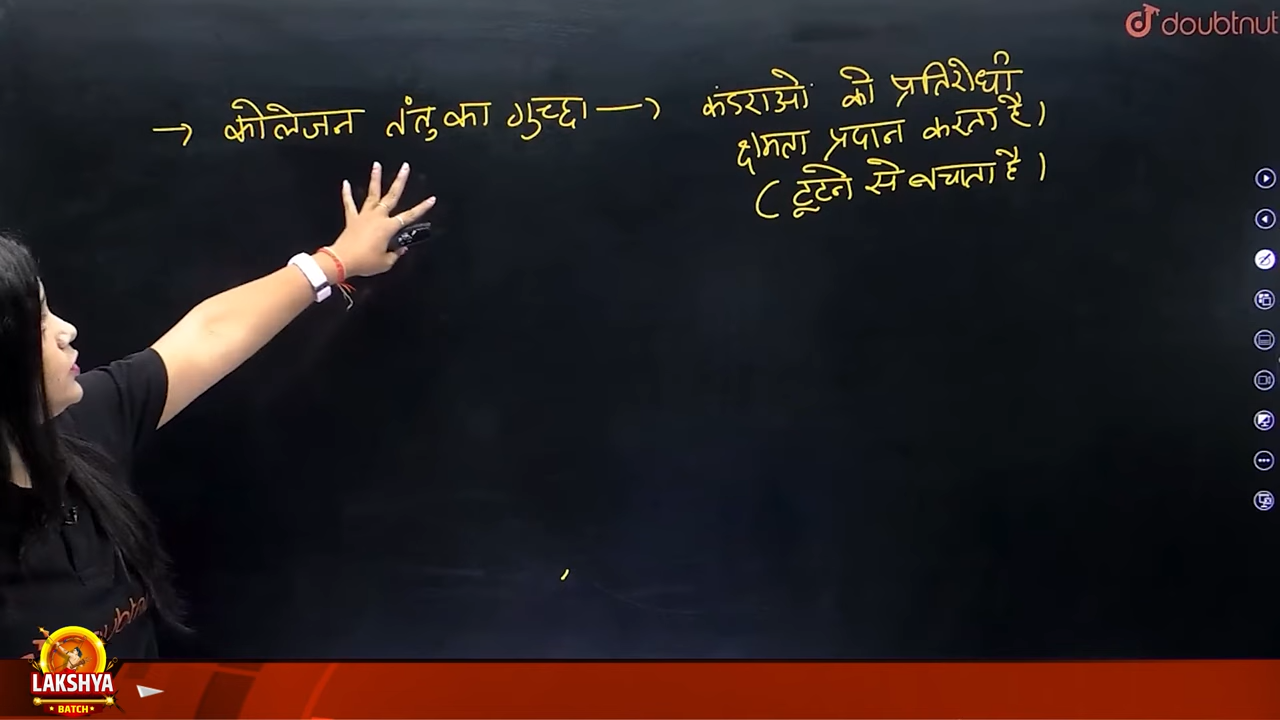 doubtnut
→ कोलेजन तंतु का गुच्छा → कंडराओं को प्रतिरोधी
क्षमता प्रदान करता है।
(टूटने से बचाता है)
LAKSHYA
BATCH